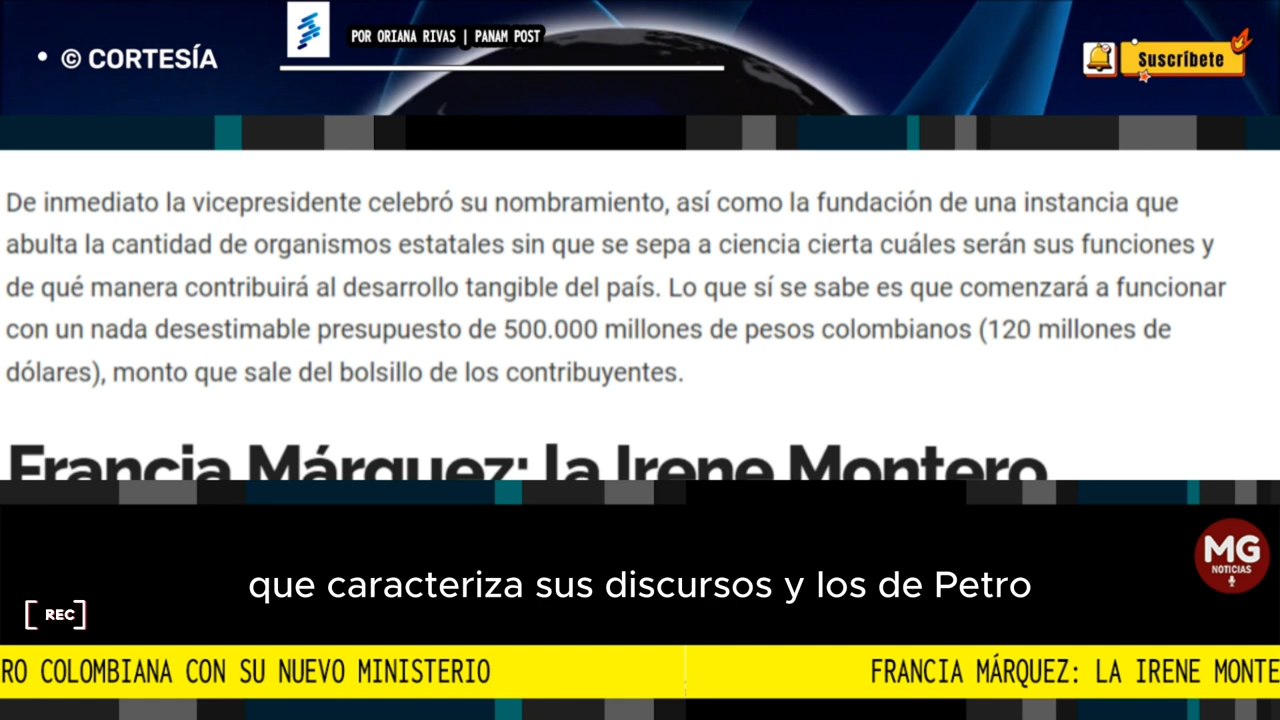 • © CORTESÍA
POR ORIANA RIVAS | PANAM POST
Suscríbete
De inmediato la vicepresidente celebró su nombramiento, así como la fundación de una instancia que
abulta la cantidad de organismos estatales sin que se sepa a ciencia cierta cuáles serán sus funciones y
de qué manera contribuirá al desarrollo tangible del país. Lo que sí se sabe es que comenzará a funcionar
con un nada desestimable presupuesto de 500.000 millones de pesos colombianos (120 millones de
dólares), monto que sale del bolsillo de los contribuyentes.
Francia Márquez: la Irene Montero
MG
NOTICIAS
que caracteriza sus discursos y los de Petro
[REC]
RO COLOMBIANA CON SU NUEVO MINISTERIO
FRANCIA MÁRQUEZ: LA IRENE MONTE